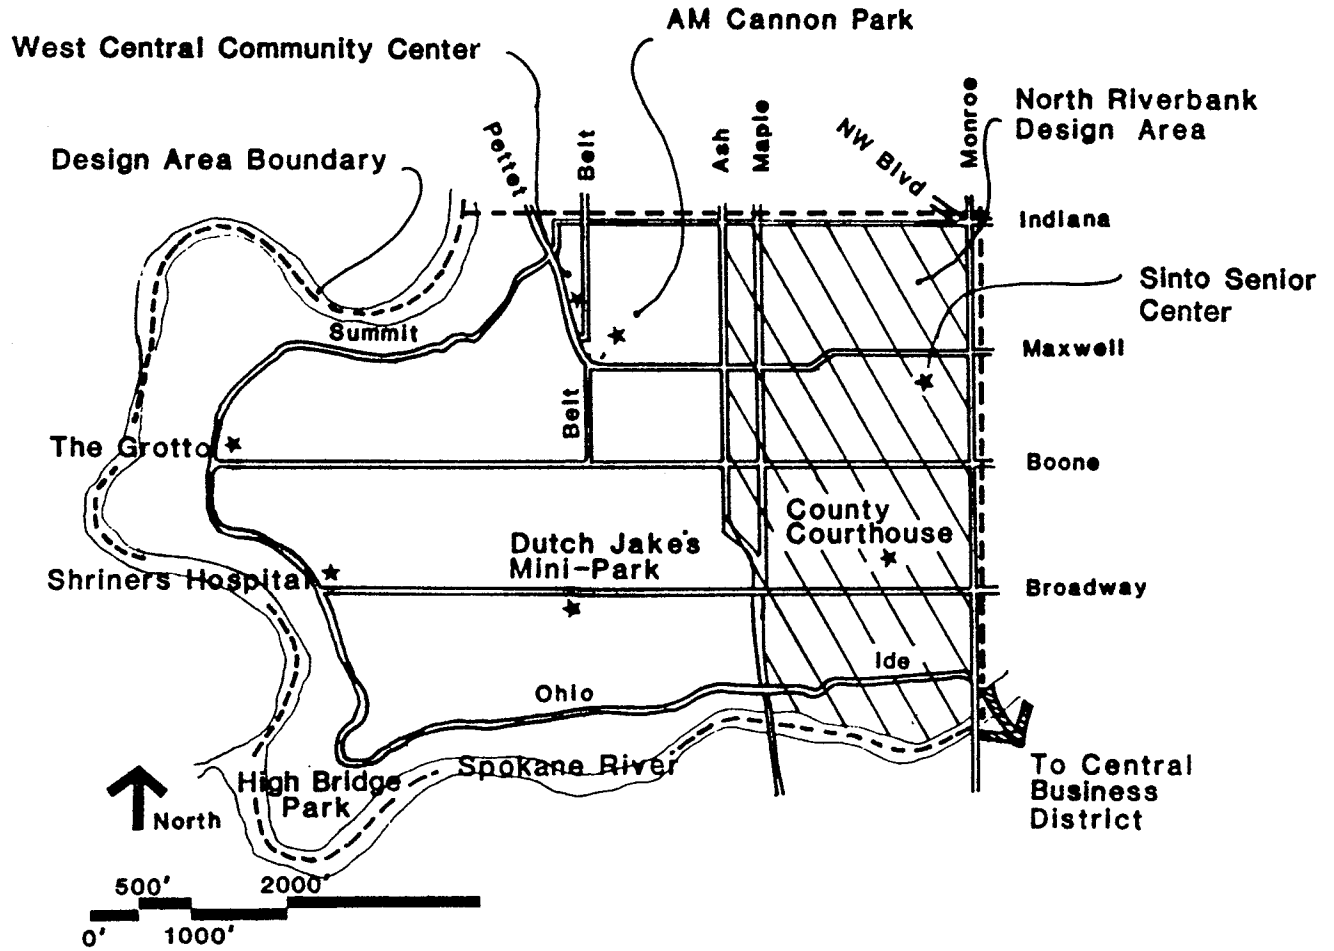 AM Cannon Park
West Central Community Center
North Riverbank
Design Area
Design Area Boundary
Pettet
Belt
Ash
Maple
NW Blvd
Monroe
Indiana
Sinto Senior
Center
Summit
Maxwell
Belt
The Grotto
Boone
County
Courthouse
Dutch Jake's
Mini-Park
Shriners Hospital
Broadway
Ide
Ohio
Spokane River
High Bridge
Park
To Central
Business
District
North
500'
2000'
0'
1000'